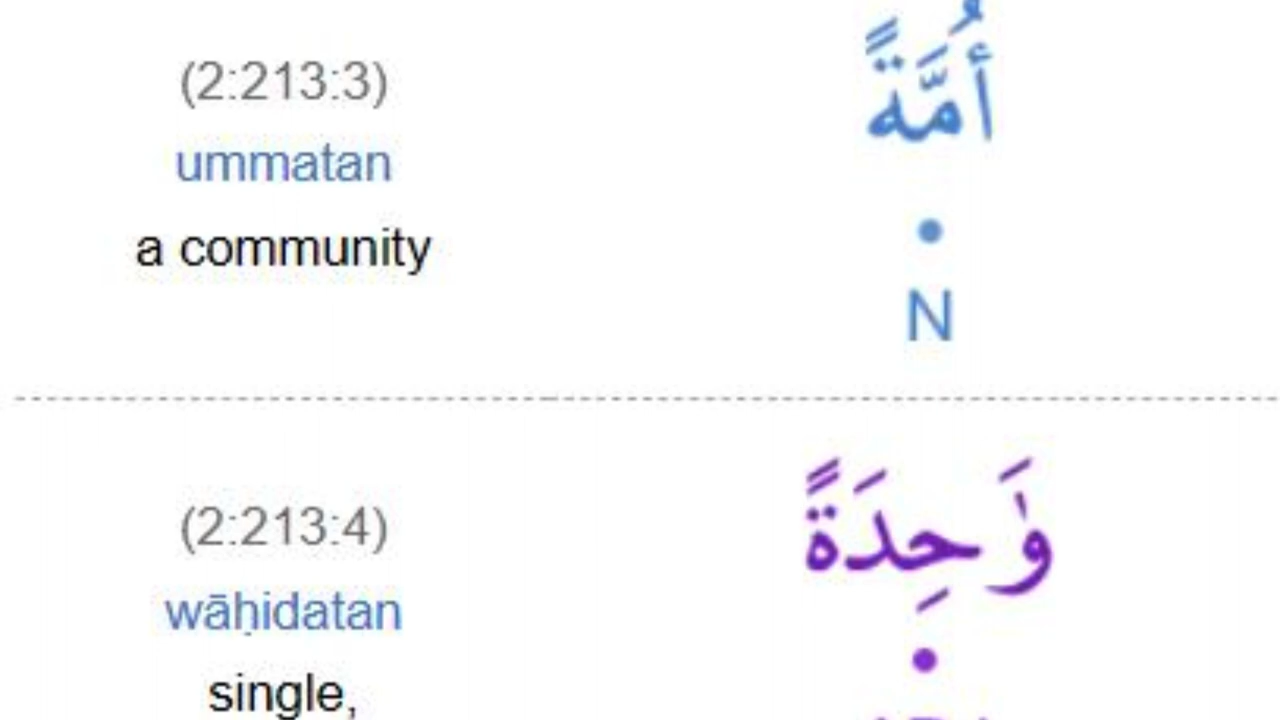 (2:213:3)
ummatan
a community
أُمَّةً
N
(2:213:4)
wāḥidatan
single,
وَٰحِدَةً